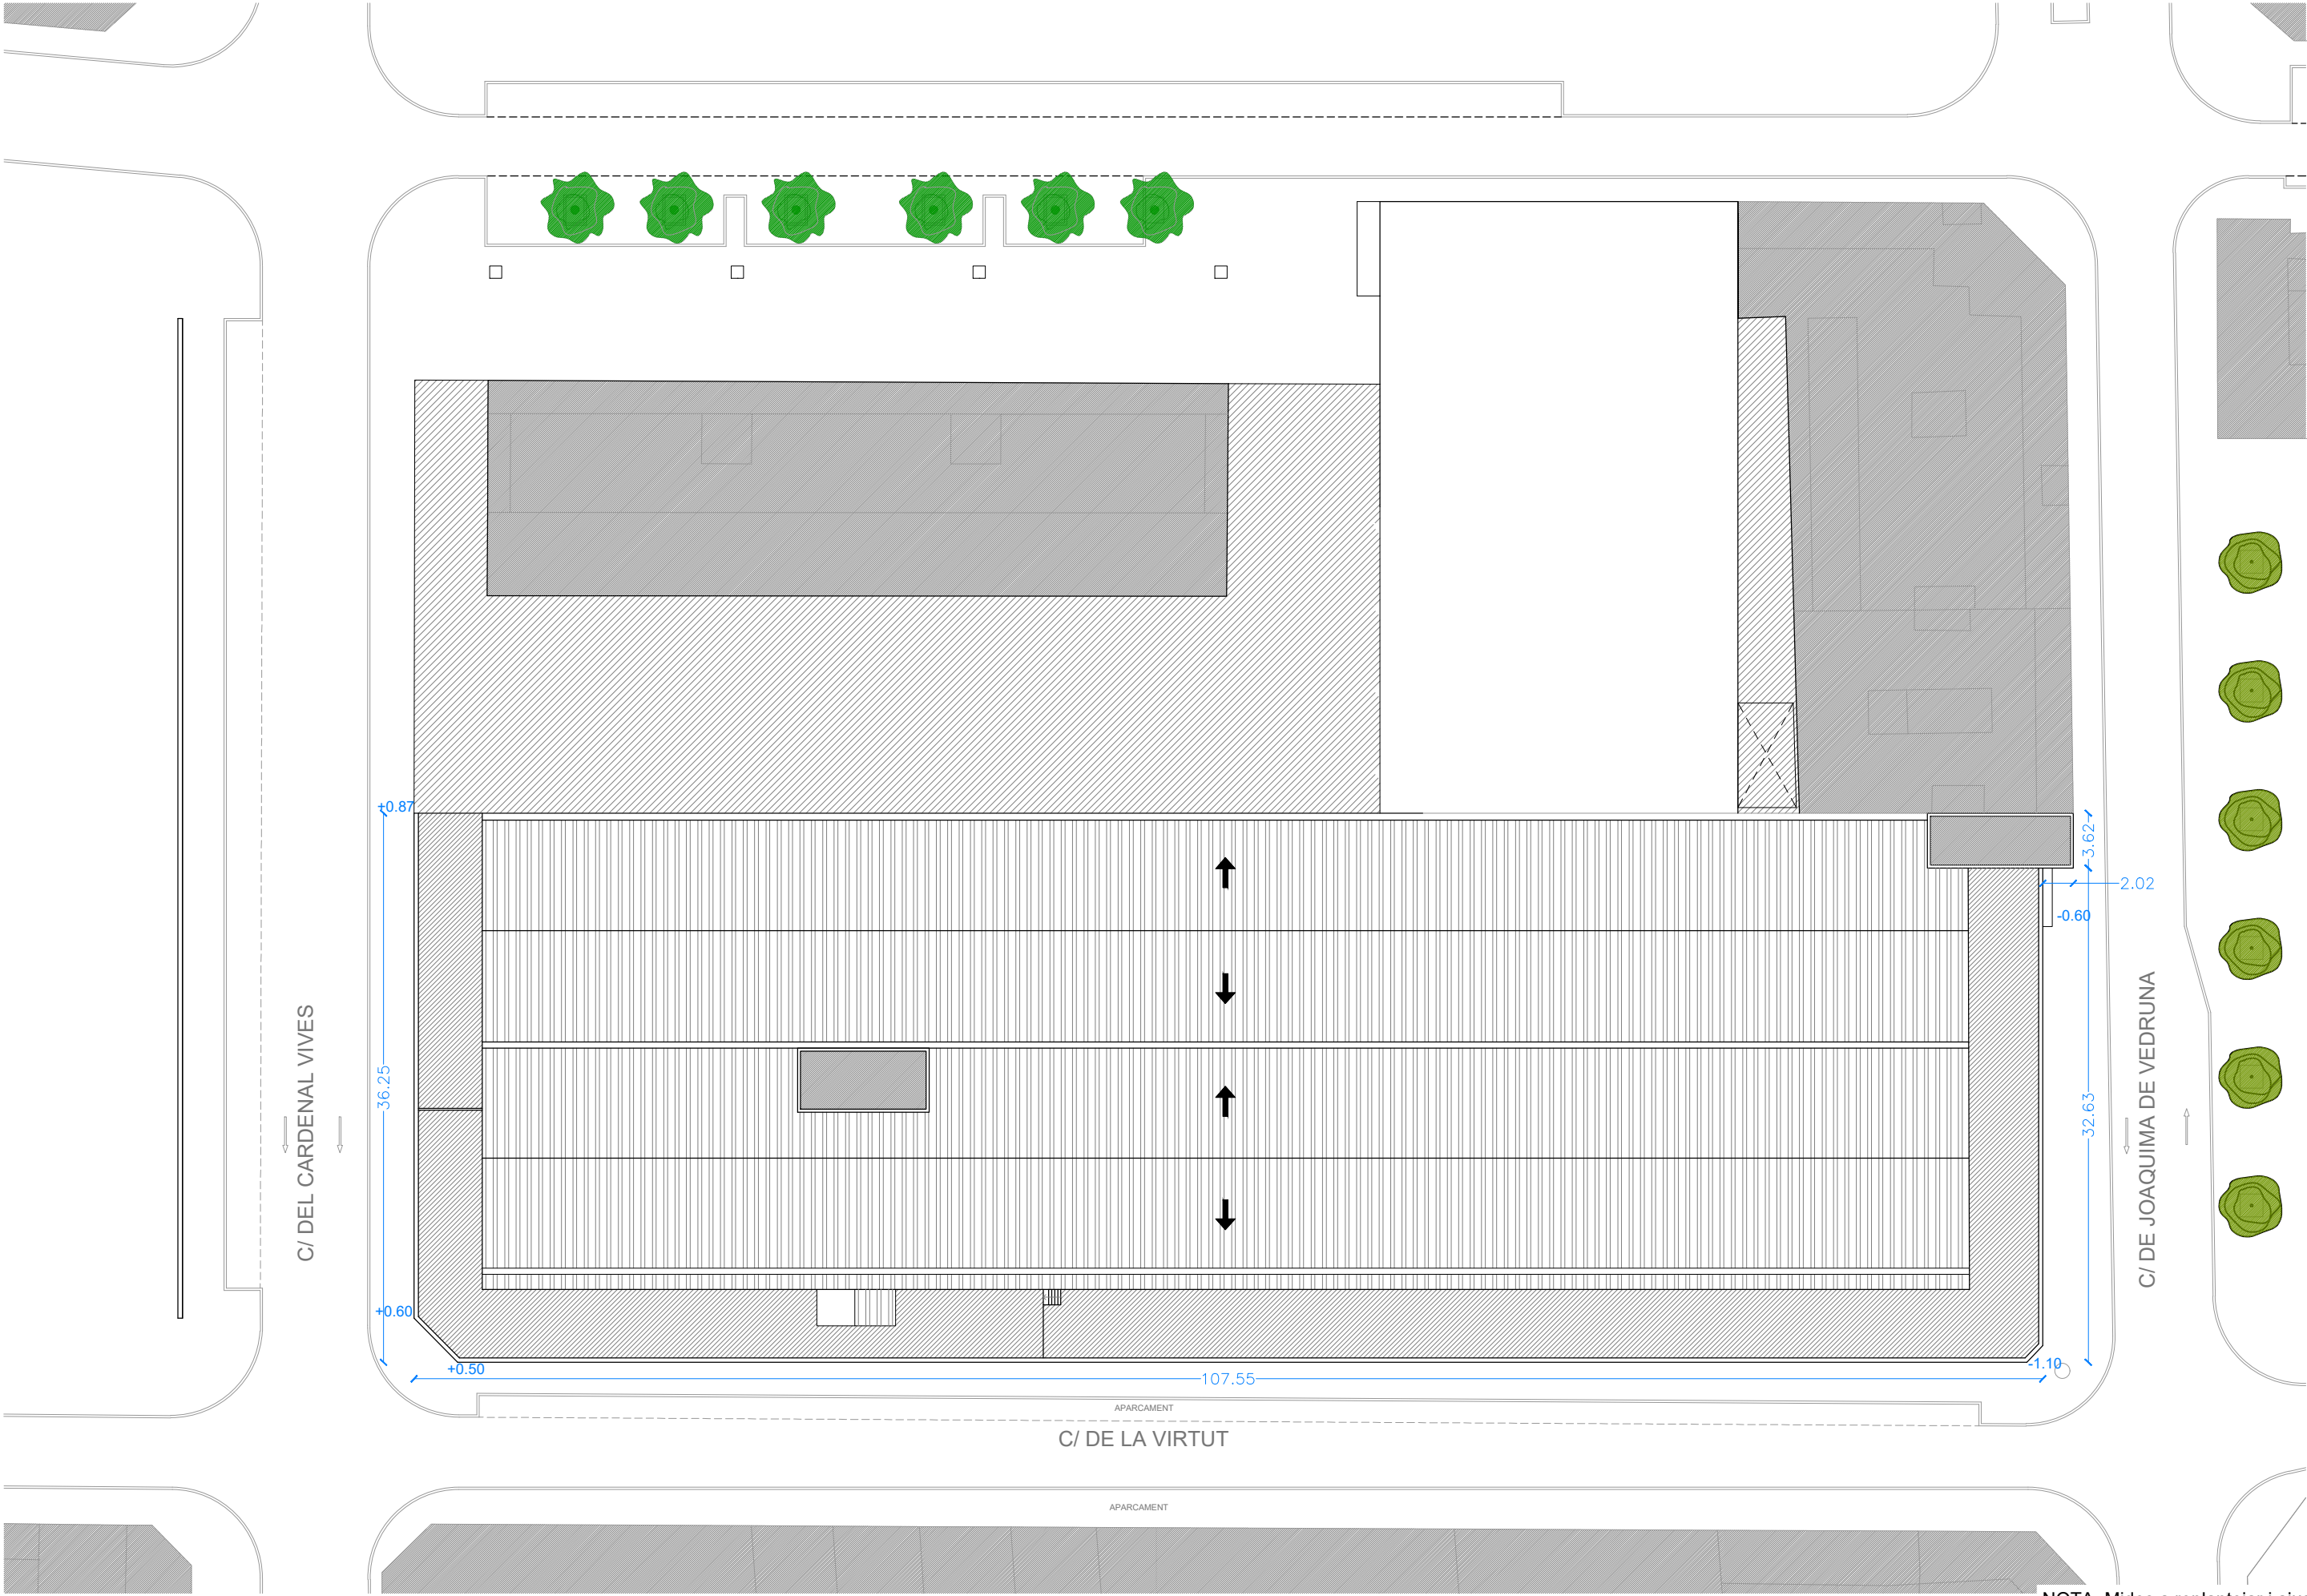 +0.87
3.62
2.02
-0.60
C/ DEL CARDENAL VIVES
36.25
32.63
C/ DE JOAQUIMA DE VEDRUNA
+0.60
+0.50
-1.10
107.55
APARCAMENT
C/ DE LA VIRTUT
APARCAMENT